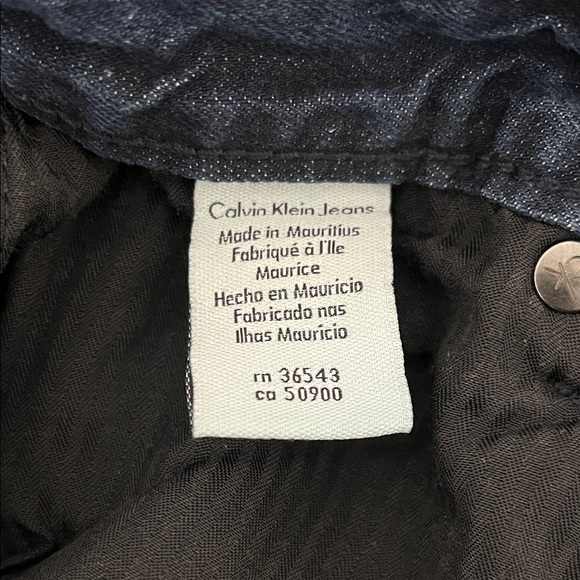 Calvin Klein Jeans
Made in Mauritius
Fabriqué à l'Ile
Maurice
Hecho en Mauricio
Fabricado nas
Ilhas Maurício
rn 36543
ca 50900